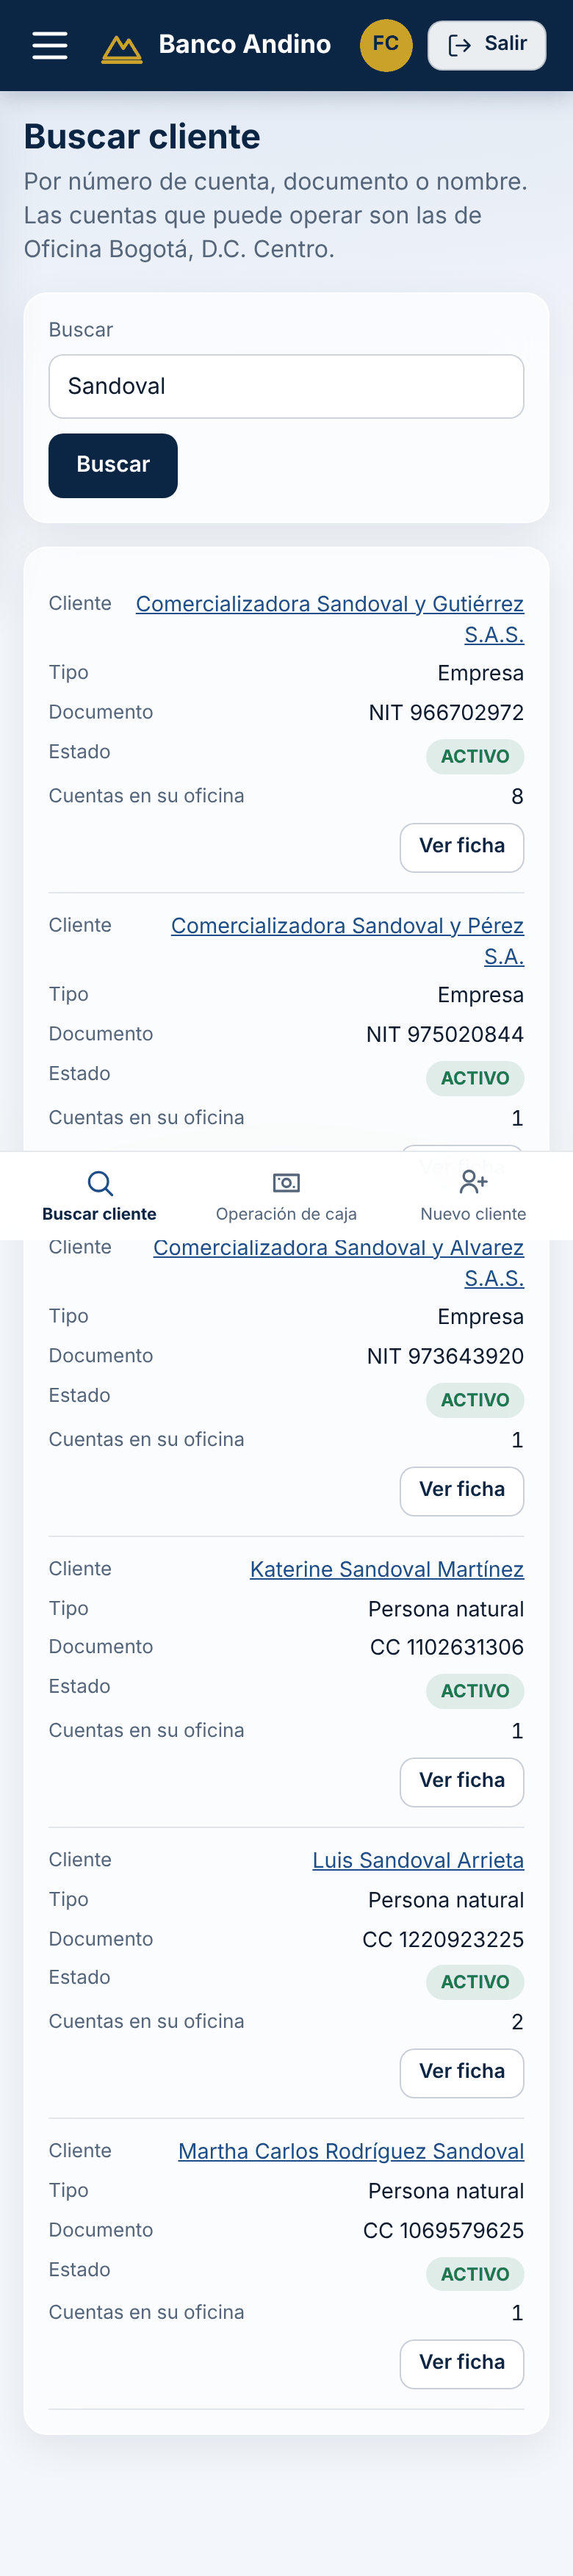 Banco Andino
FC
Salir
Buscar cliente
Por número de cuenta, documento o nombre.
Las cuentas que puede operar son las de
Oficina Bogotá, D.C. Centro.
Buscar
Sandoval
Buscar
Cliente Comercializadora Sandoval y Gutiérrez
S.A.S.
Tipo Empresa
Documento NIT 966702972
Estado ACTIVO
Cuentas en su oficina 8
Ver ficha
Cliente Comercializadora Sandoval y Pérez
S.A.
Tipo Empresa
Documento NIT 975020844
Estado ACTIVO
Cuentas en su oficina 1
Ver ficha
Buscar cliente Operación de caja Nuevo cliente
Cliente Comercializadora Sandoval y Alvarez
S.A.S.
Tipo Empresa
Documento NIT 973643920
Estado ACTIVO
Cuentas en su oficina 1
Ver ficha
Cliente Katerine Sandoval Martínez
Tipo Persona natural
Documento CC 1102631306
Estado ACTIVO
Cuentas en su oficina 1
Ver ficha
Cliente Luis Sandoval Arrieta
Tipo Persona natural
Documento CC 1220923225
Estado ACTIVO
Cuentas en su oficina 2
Ver ficha
Cliente Martha Carlos Rodríguez Sandoval
Tipo Persona natural
Documento CC 1069579625
Estado ACTIVO
Cuentas en su oficina 1
Ver ficha